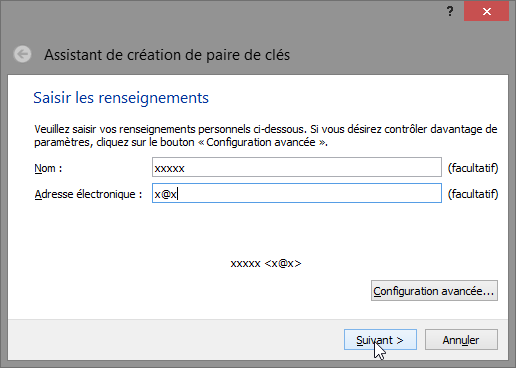 ?
Assistant de création de paire de clés
Saisir les renseignements
Veuillez saisir vos renseignements personnels ci-dessous. Si vous désirez contrôler davantage de
paramètres, cliquez sur le bouton « Configuration avancée ».
Nom : xxxxx (facultatif)
Adresse électronique : x@x (facultatif)
xxxxx <x@x>
Configuration avancée...
Suivant > Annuler